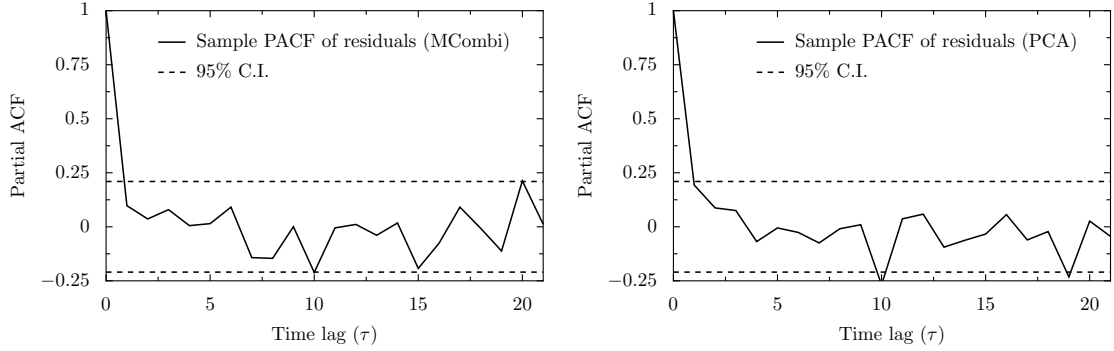 1
0.75
0.5
0.25
0
−0.25
Partial ACF
0 5 10 15 20
Time lag (τ)
Sample PACF of residuals (MCombi)
95% C.I.
1
0.75
0.5
0.25
0
−0.25
Partial ACF
0 5 10 15 20
Time lag (τ)
Sample PACF of residuals (PCA)
95% C.I.